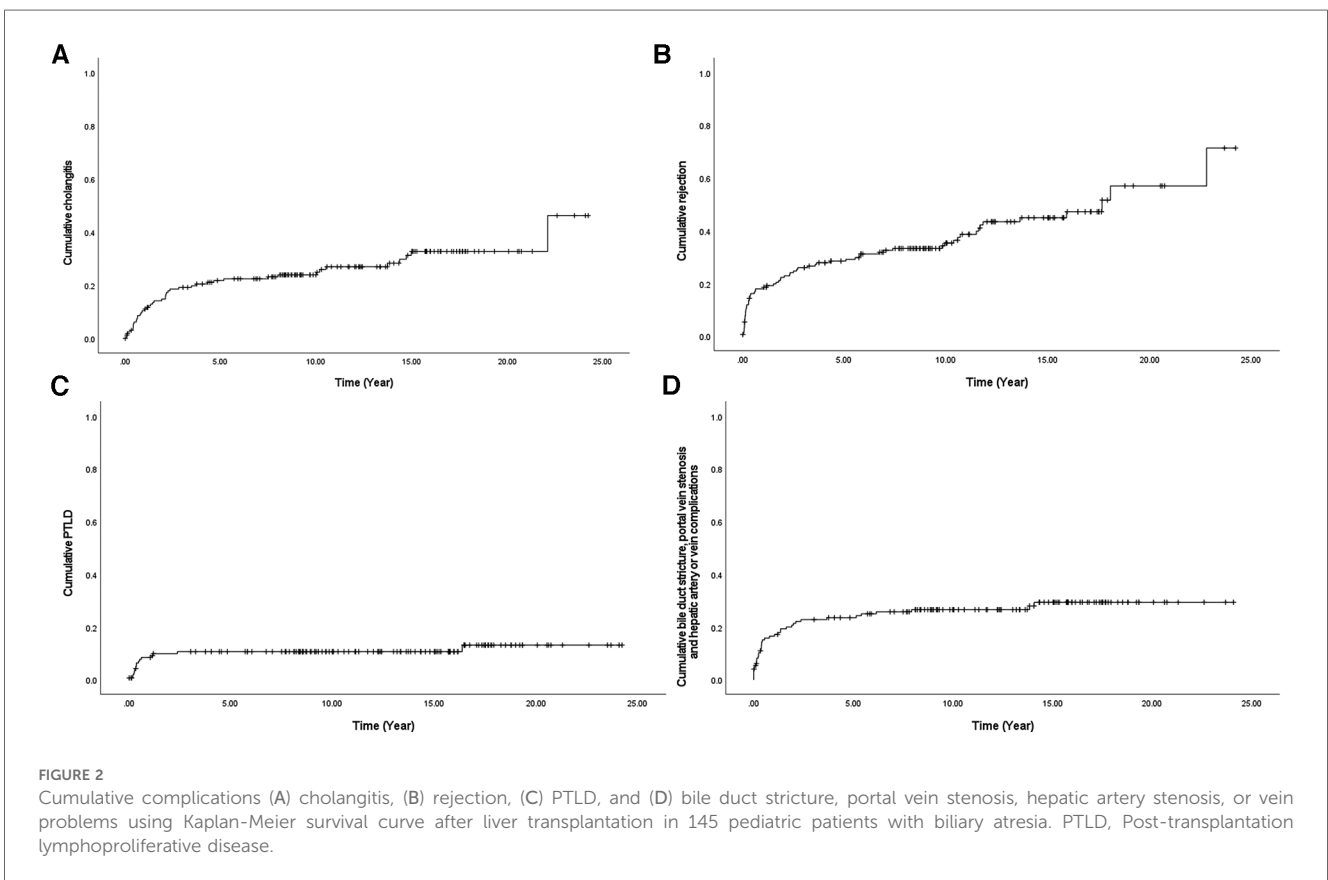 A
1.0
0.8
0.6
0.4
0.2
0.0
Cumulative cholangitis
.00 5.00 10.00 15.00 20.00 25.00
Time (Year)
B
1.0
0.8
0.6
0.4
0.2
0.0
Cumulative rejection
.00 5.00 10.00 15.00 20.00 25.00
Time (Year)
C
1.0
0.8
0.6
0.4
0.2
0.0
Cumulative PTLD
.00 5.00 10.00 15.00 20.00 25.00
Time (Year)
D
1.0
0.8
0.6
0.4
0.2
0.0
Cumulative bile duct stricture, portal vein stenosis
and hepatic artery or vein complications
.00 5.00 10.00 15.00 20.00 25.00
Time (Year)
FIGURE 2
Cumulative complications (A) cholangitis, (B) rejection, (C) PTLD, and (D) bile duct stricture, portal vein stenosis, hepatic artery stenosis, or vein
problems using Kaplan-Meier survival curve after liver transplantation in 145 pediatric patients with biliary atresia. PTLD, Post-transplantation
lymphoproliferative disease.